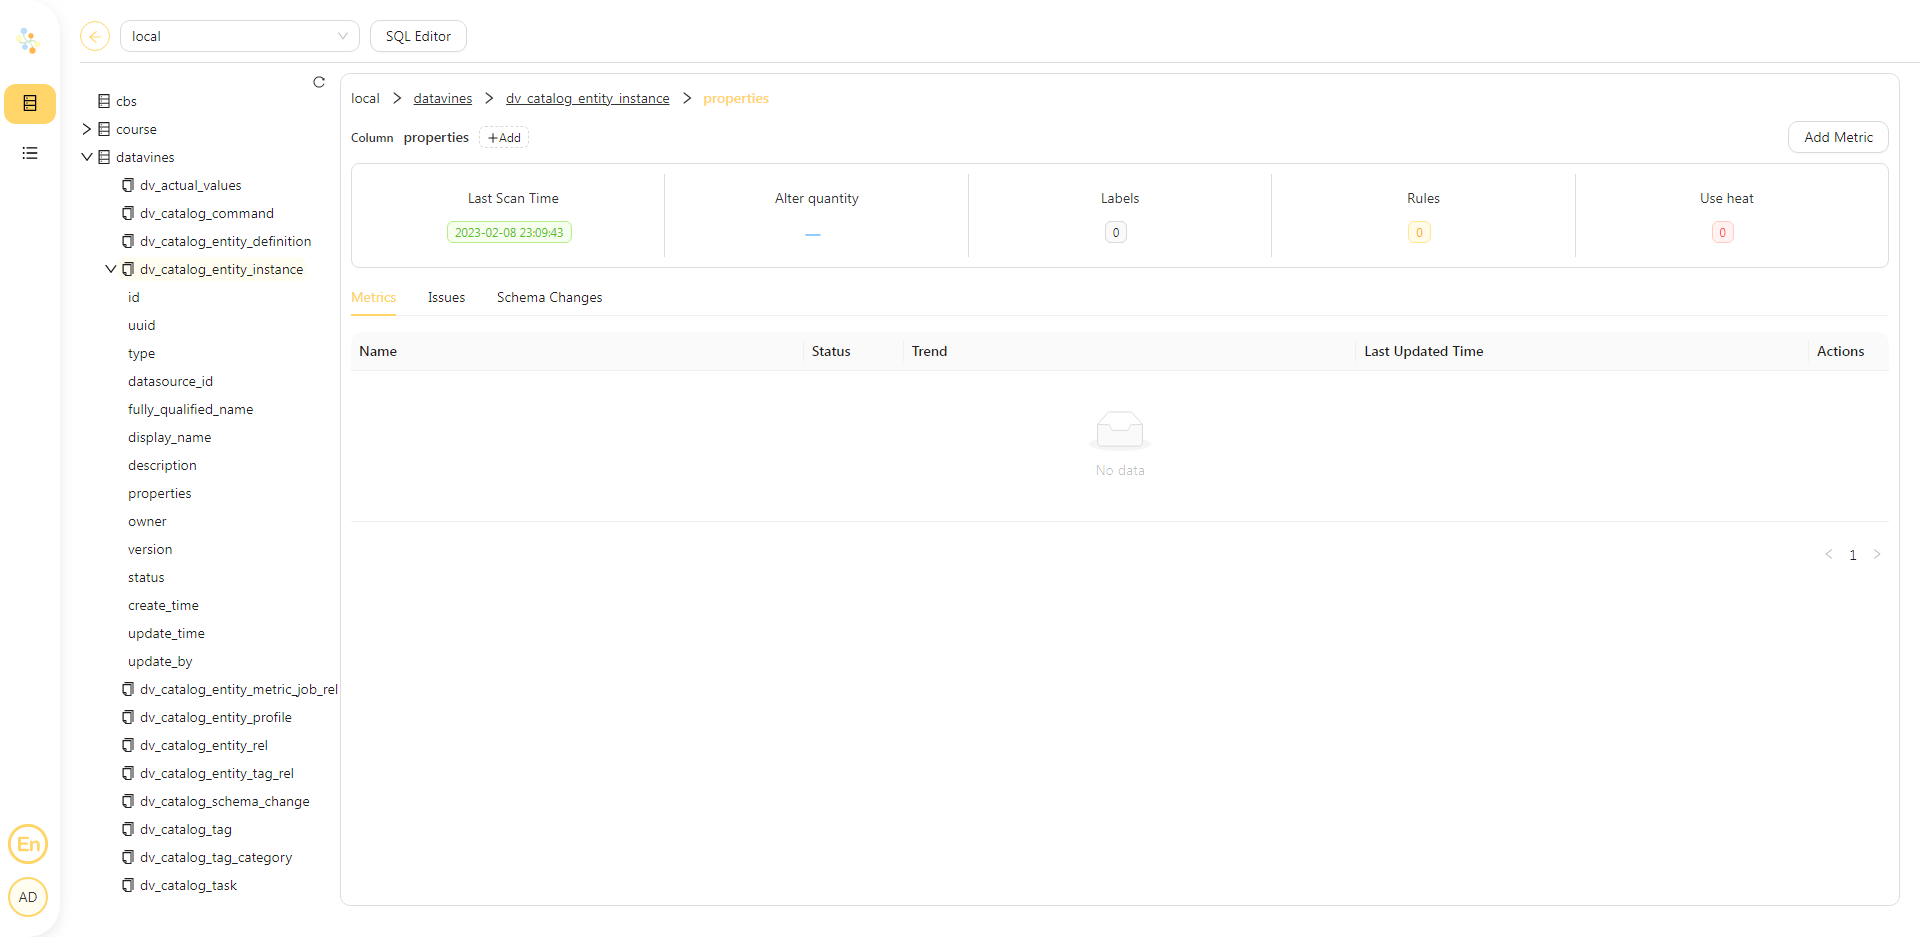 local
SQL Editor
cbs
course
datavines
dv_actual_values
dv_catalog_command
dv_catalog_entity_definition
dv_catalog_entity_instance
id
uuid
type
datasource_id
fully_qualified_name
display_name
description
properties
owner
version
status
create_time
update_time
update_by
dv_catalog_entity_metric_job_rel
dv_catalog_entity_profile
dv_catalog_entity_rel
dv_catalog_entity_tag_rel
dv_catalog_schema_change
dv_catalog_tag
dv_catalog_tag_category
dv_catalog_task
En
AD
local > datavines > dv_catalog_entity_instance > properties
Column properties +Add
Add Metric
Last Scan Time Alter quantity Labels Rules Use heat
2023-02-08 23:09:43 — 0 0 0
Metrics Issues Schema Changes
Name Status Trend Last Updated Time Actions
No data
< 1 >